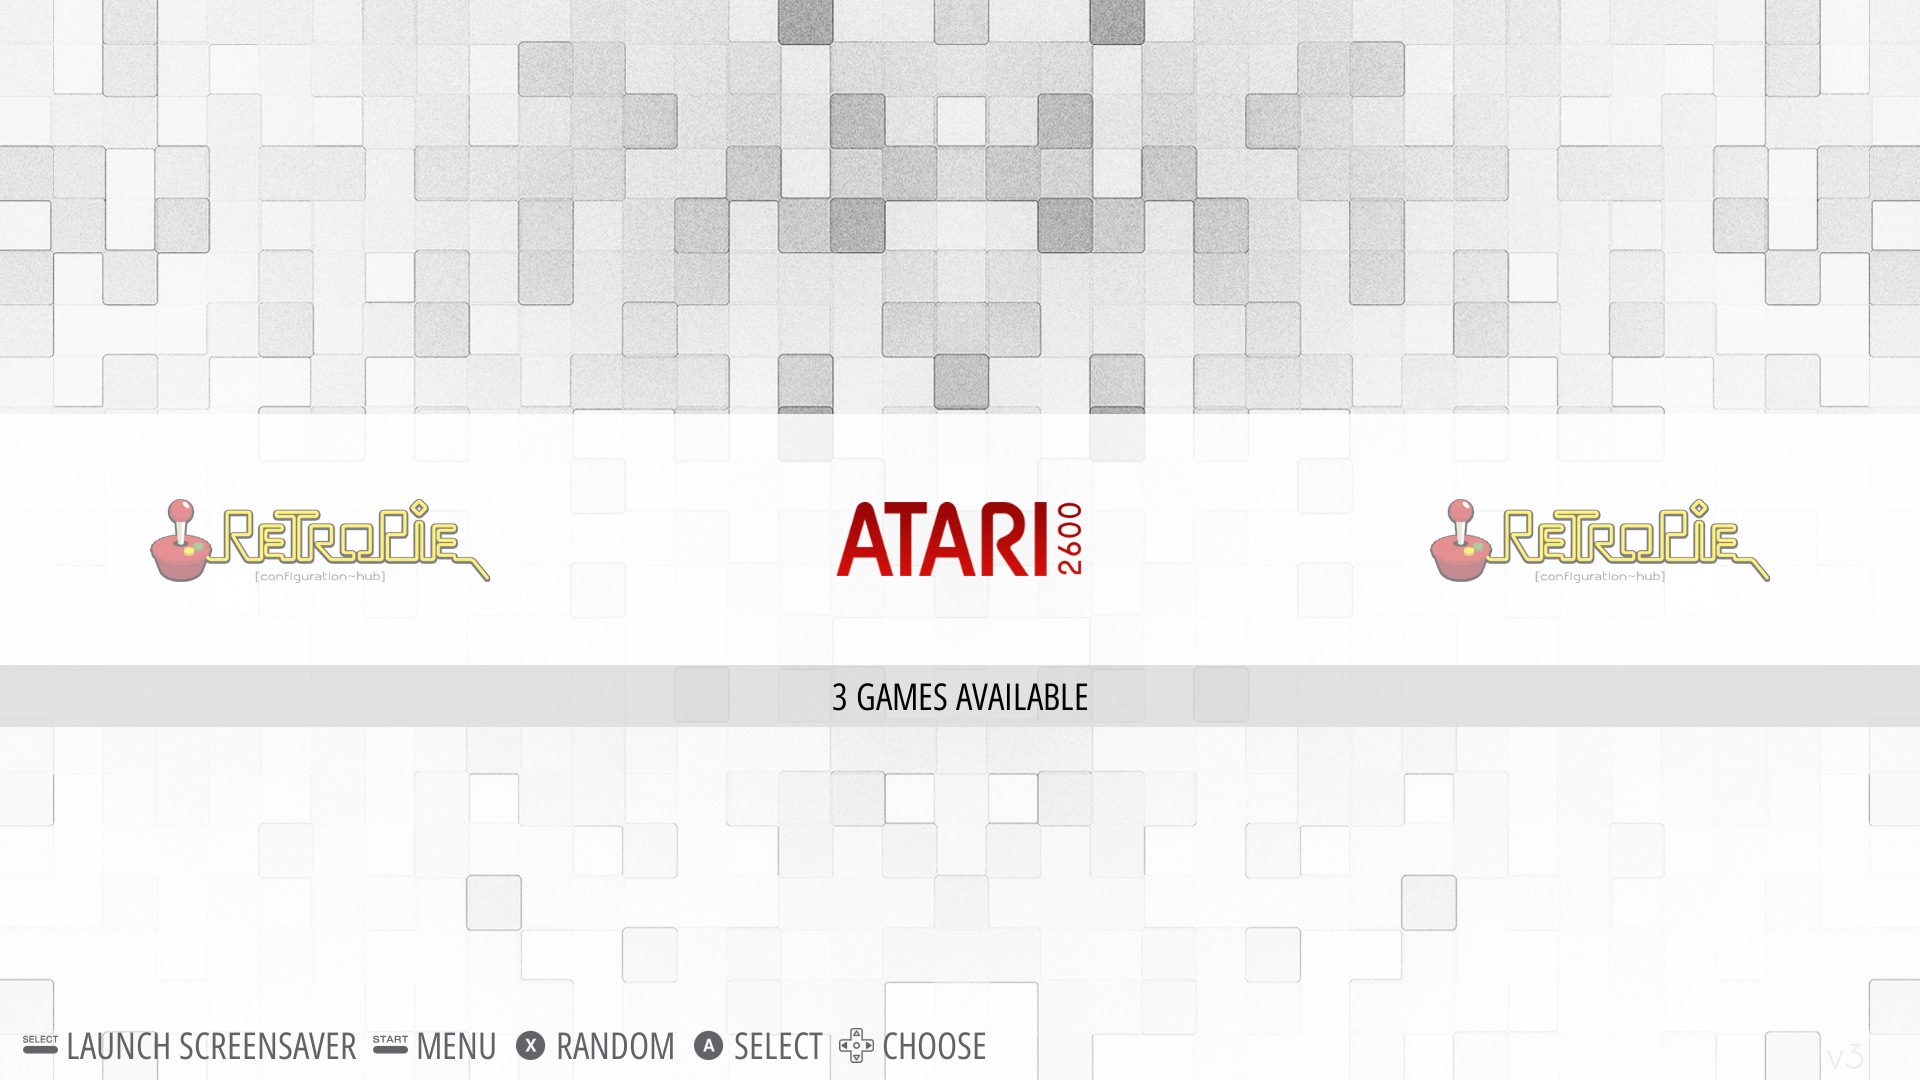 RetroPie
[configuration~hub]
ATARI 2600
RetroPie
[configuration~hub]
3 GAMES AVAILABLE
SELECT LAUNCH SCREENSAVER START MENU X RANDOM A SELECT CHOOSE
v3